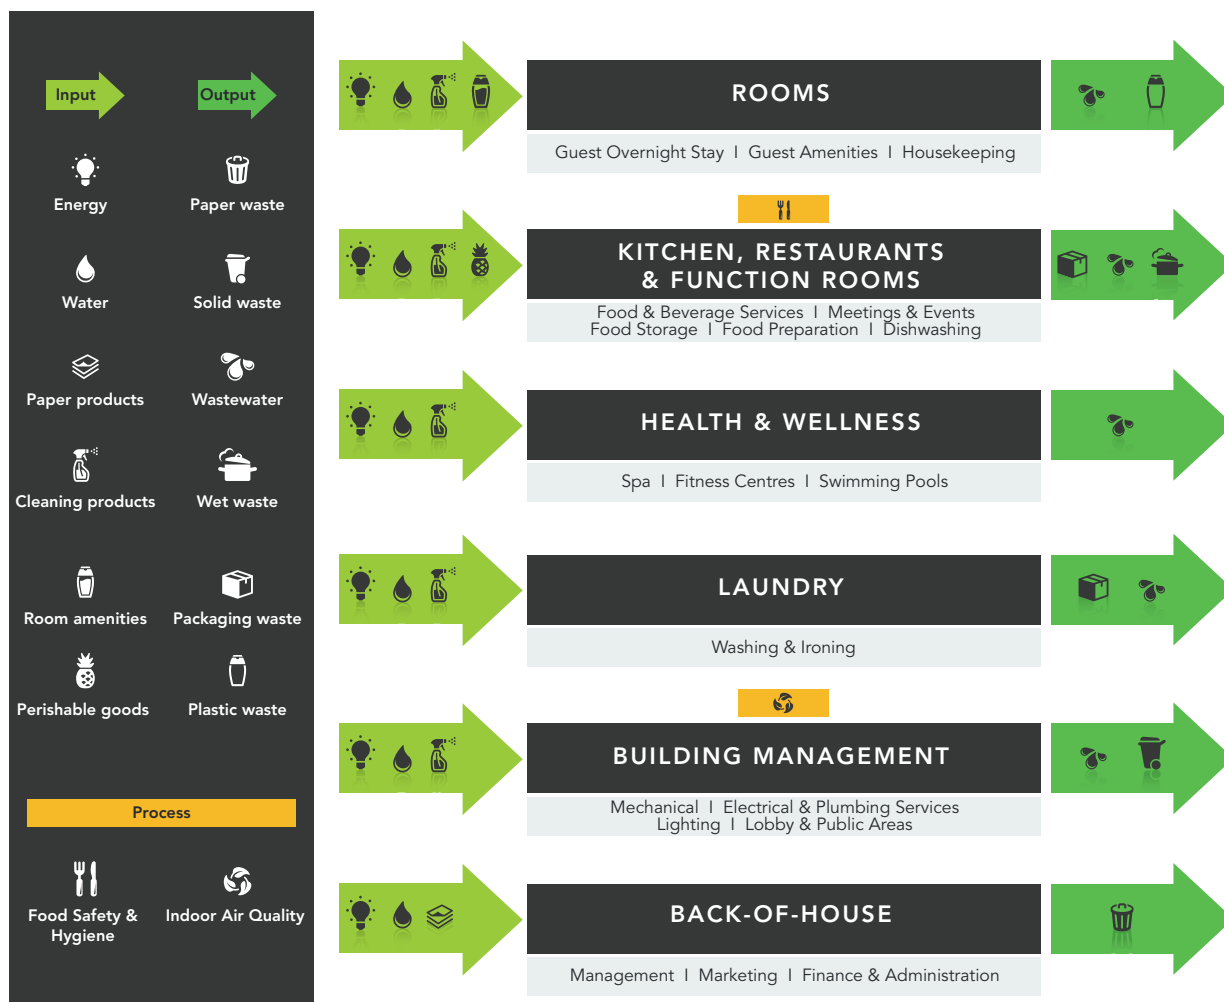 Input
Output
Energy
Paper waste
Water
Solid waste
Paper products
Wastewater
Cleaning products
Wet waste
Room amenities
Packaging waste
Perishable goods
Plastic waste
Process
Food Safety &
Hygiene
Indoor Air Quality
ROOMS
Guest Overnight Stay I Guest Amenities I Housekeeping
KITCHEN, RESTAURANTS
& FUNCTION ROOMS
Food & Beverage Services I Meetings & Events
Food Storage I Food Preparation I Dishwashing
HEALTH & WELLNESS
Spa I Fitness Centres I Swimming Pools
LAUNDRY
Washing & Ironing
BUILDING MANAGEMENT
Mechanical I Electrical & Plumbing Services
Lighting I Lobby & Public Areas
BACK-OF-HOUSE
Management I Marketing I Finance & Administration